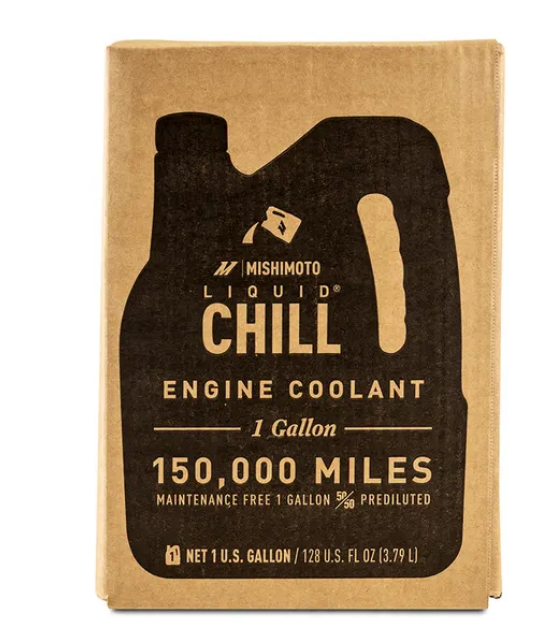 MISHIMOTO
LIQUID®
CHILL
ENGINE COOLANT
1 Gallon
150,000 MILES
MAINTENANCE FREE 1 GALLON 50/50 PREDILUTED
1 NET 1 U.S. GALLON / 128 U.S. FL OZ (3.79 L)